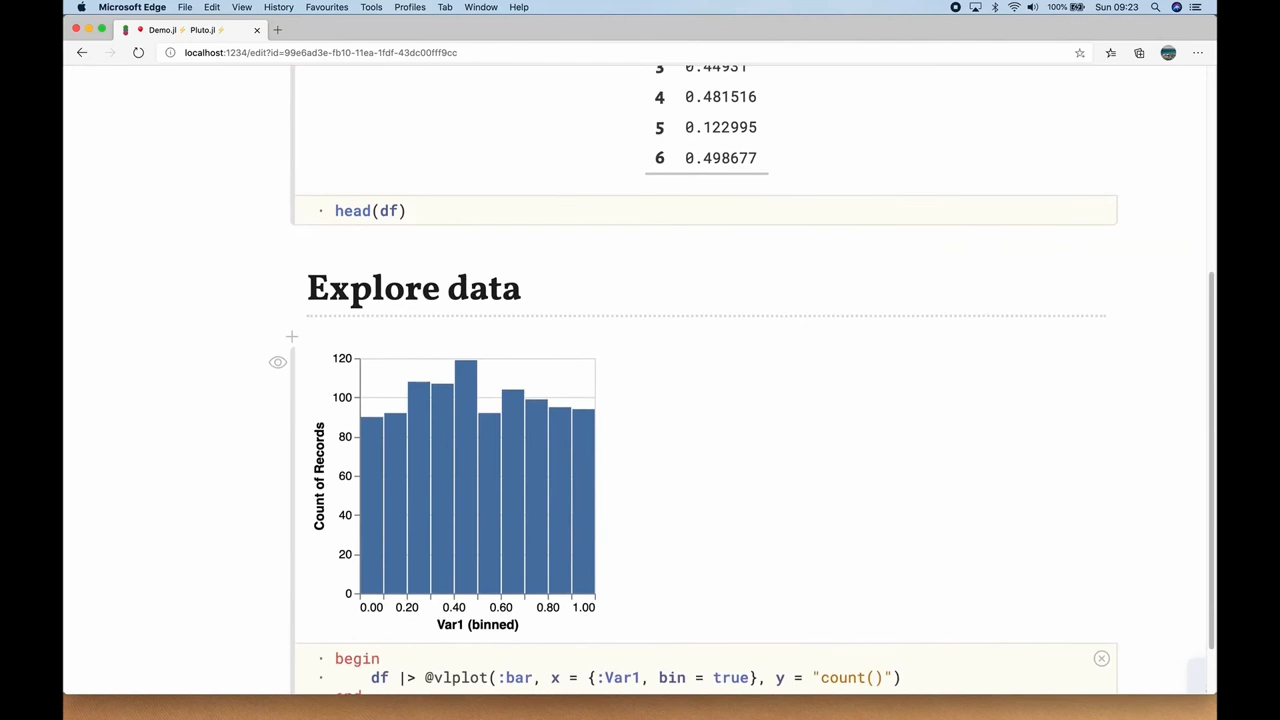 Microsoft Edge File Edit View History Favourites Tools Profiles Tab Window Help 100% Sun 09:23
Demo.jl⚡ Pluto.jl⚡
localhost:1234/edit?id=99e6ad3e-fb10-11ea-1fdf-43dc00fff9cc
3 0.44931
4 0.481516
5 0.122995
6 0.498677
head(df)
Explore data
120
100
80
60
40
20
0
Count of Records
0.00 0.20 0.40 0.60 0.80 1.00
Var1 (binned)
begin
df |> @vlplot(:bar, x = {:Var1, bin = true}, y = "count()")